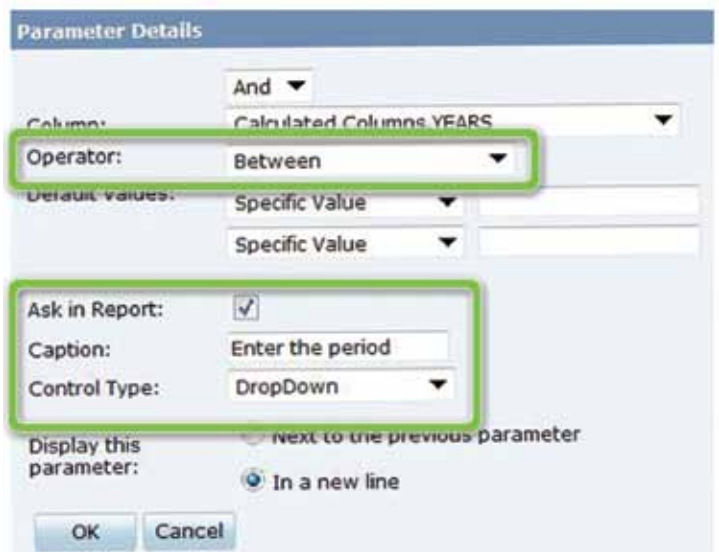 Parameter Details
And
Column: Calculated Columns.YEARS
Operator: Between
Default Values: Specific Value
Specific Value
Ask in Report:
Caption: Enter the period
Control Type: DropDown
Display this parameter: Next to the previous parameter
In a new line
OK Cancel